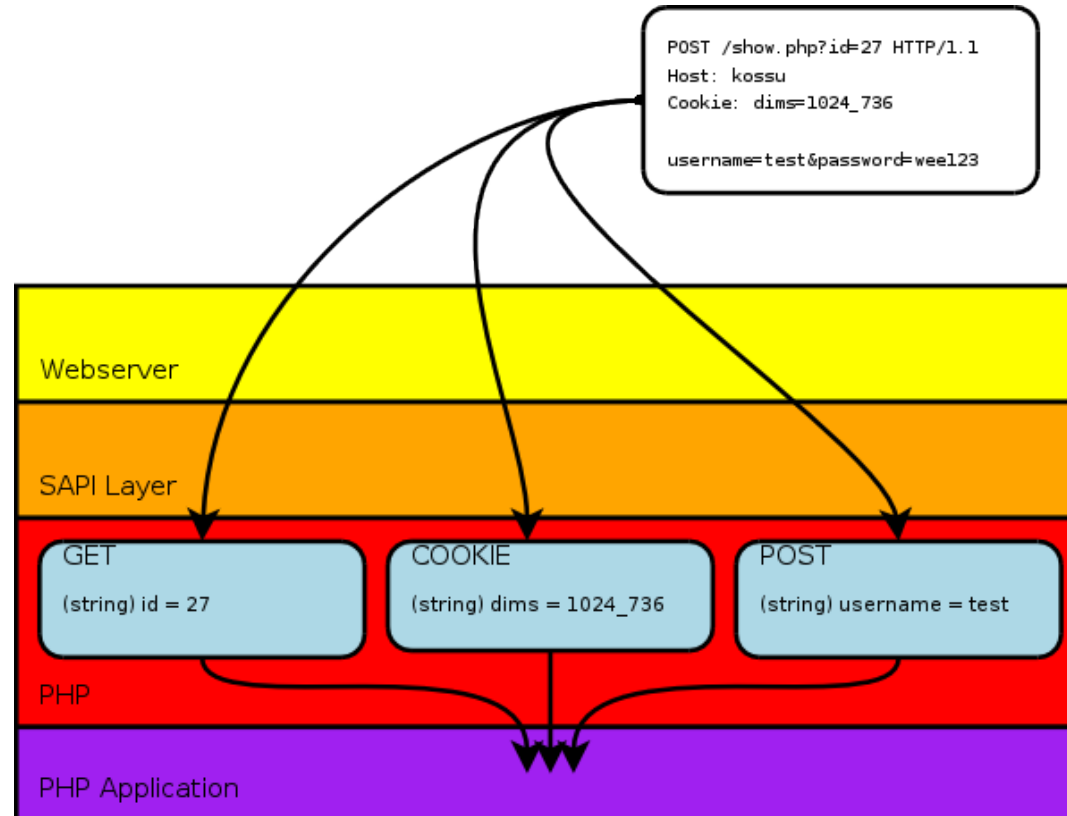 POST /show.php?id=27 HTTP/1.1
Host: kossu
Cookie: dims=1024_736
username=test&password=wee123
Webserver
SAPI Layer
GET
(string) id = 27
COOKIE
(string) dims = 1024_736
POST
(string) username = test
PHP
PHP Application